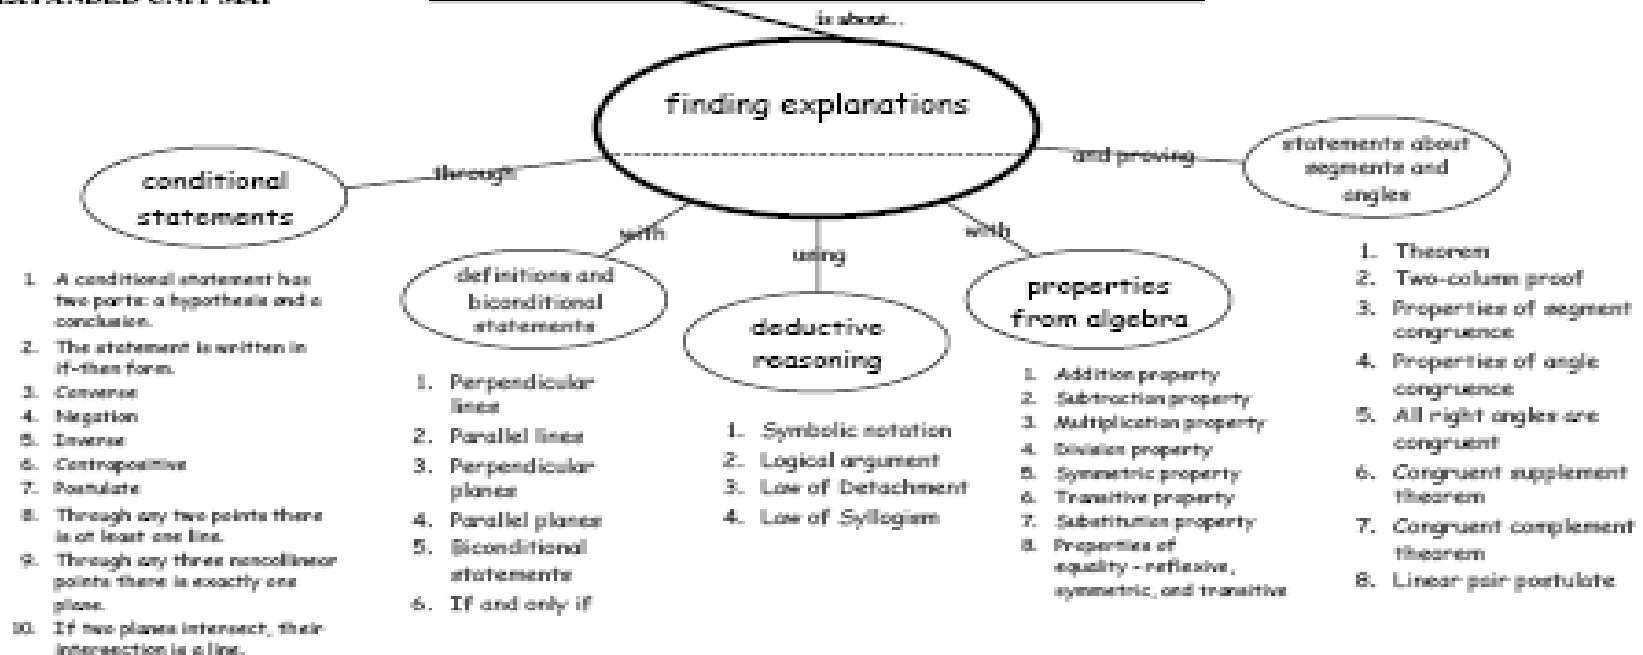 is about...
finding explanations
through
conditional
statements
1. A conditional statement has
two parts: a hypothesis and a
conclusion.
2. The statement is written in
if-then form.
3. Converse
4. Negation
5. Inverse
6. Contrapositive
7. Postulate
8. Through any two points there
is at least one line.
9. Through any three noncollinear
points there is exactly one
plane.
10. If two planes intersect, their
intersection is a line.
with
definitions and
biconditional
statements
1. Perpendicular
lines
2. Parallel lines
3. Perpendicular
planes
4. Parallel planes
5. Biconditional
statements
6. If and only if
using
deductive
reasoning
1. Symbolic notation
2. Logical argument
3. Law of Detachment
4. Law of Syllogism
with
properties
from algebra
1. Addition property
2. Subtraction property
3. Multiplication property
4. Division property
5. Symmetric property
6. Transitive property
7. Substitution property
8. Properties of
equality - reflexive,
symmetric, and transitive
and proving
statements about
segments and
angles
1. Theorem
2. Two-column proof
3. Properties of segment
congruence
4. Properties of angle
congruence
5. All right angles are
congruent
6. Congruent supplement
theorem
7. Congruent complement
theorem
8. Linear pair postulate